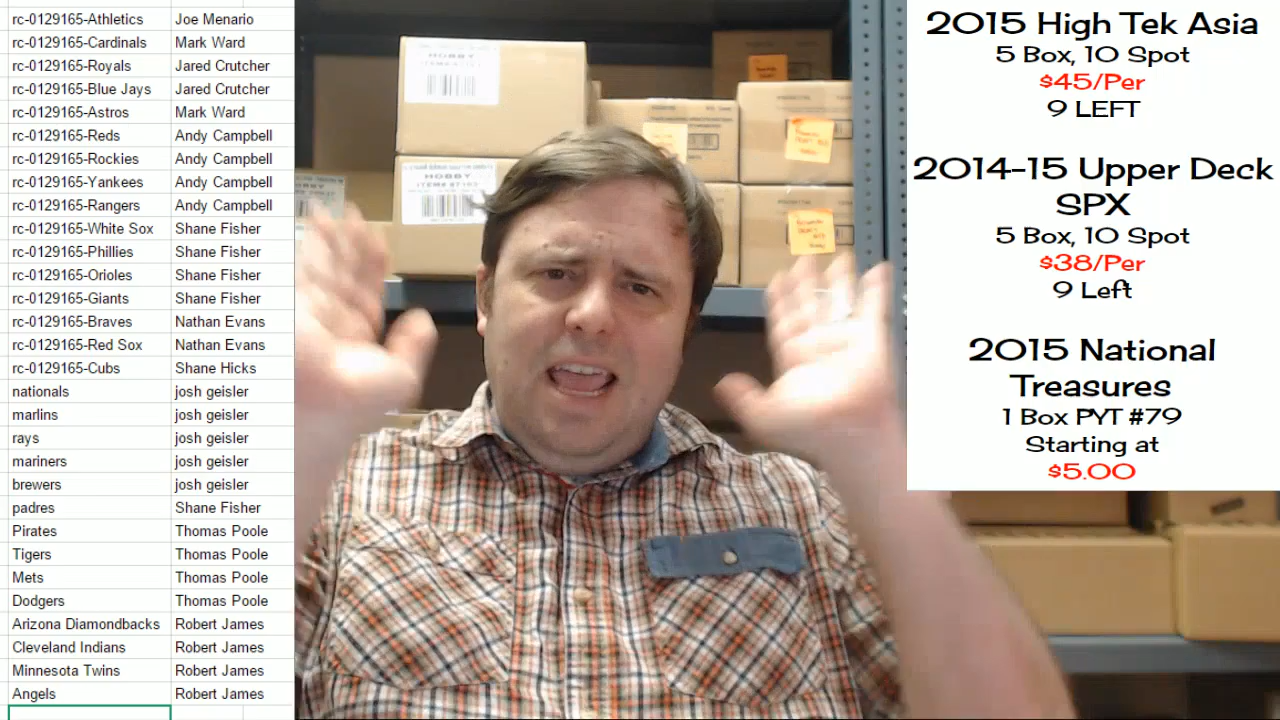 rc-0129165-Athletics Joe Menario
rc-0129165-Cardinals Mark Ward
rc-0129165-Royals Jared Crutcher
rc-0129165-Blue Jays Jared Crutcher
rc-0129165-Astros Mark Ward
rc-0129165-Reds Andy Campbell
rc-0129165-Rockies Andy Campbell
rc-0129165-Yankees Andy Campbell
rc-0129165-Rangers Andy Campbell
rc-0129165-White Sox Shane Fisher
rc-0129165-Phillies Shane Fisher
rc-0129165-Orioles Shane Fisher
rc-0129165-Giants Shane Fisher
rc-0129165-Braves Nathan Evans
rc-0129165-Red Sox Nathan Evans
rc-0129165-Cubs Shane Hicks
nationals josh geisler
marlins josh geisler
rays josh geisler
mariners josh geisler
brewers josh geisler
padres Shane Fisher
Pirates Thomas Poole
Tigers Thomas Poole
Mets Thomas Poole
Dodgers Thomas Poole
Arizona Diamondbacks Robert James
Cleveland Indians Robert James
Minnesota Twins Robert James
Angels Robert James
HOBBY
HOBBY
2015 High Tek Asia
5 Box, 10 Spot
$45/Per
9 LEFT
2014-15 Upper Deck
SPX
5 Box, 10 Spot
$38/Per
9 Left
2015 National
Treasures
1 Box PYT #79
Starting at
$5.00